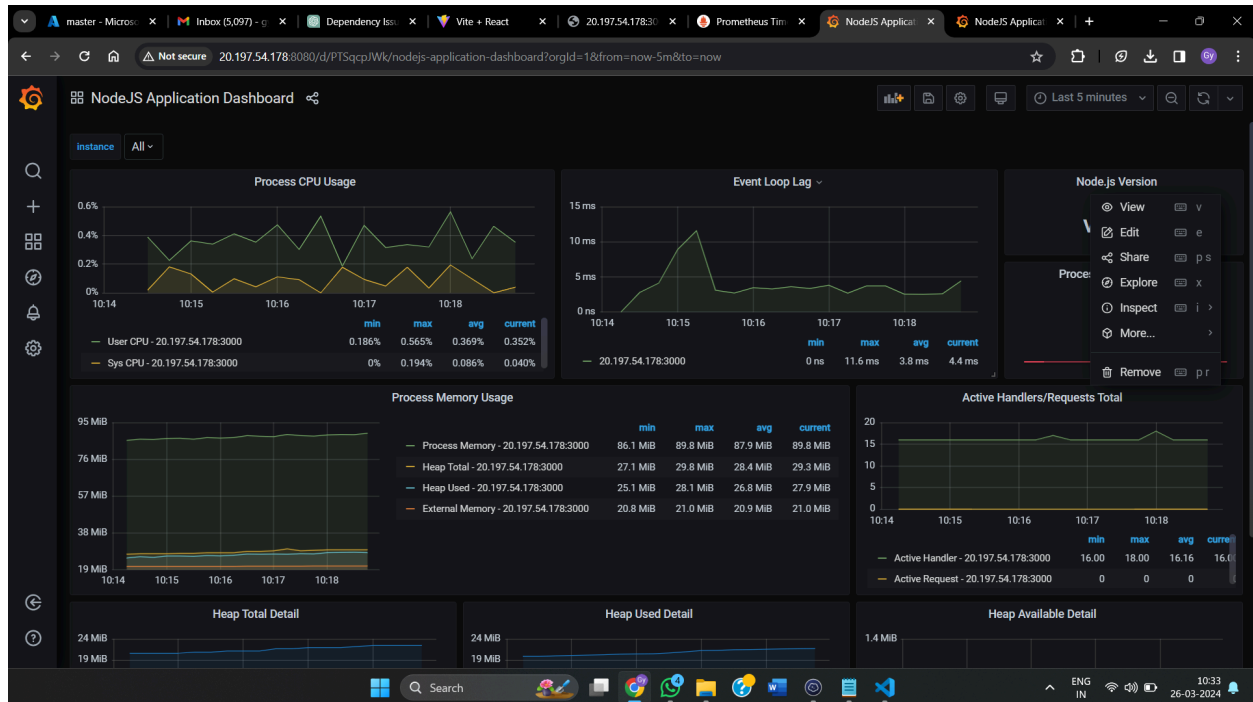 master - Microsc
Inbox (5,097) - g
Dependency Issu
Vite + React
20.197.54.178:30
Prometheus Tim
NodeJS Applicat
NodeJS Applicat
Not secure 20.197.54.178:8080/d/PTSqcpJWk/nodejs-application-dashboard?orgId=1&from=now-5m&to=now
Gy
NodeJS Application Dashboard
Last 5 minutes
instance All
Process CPU Usage
0.6%
0.4%
0.2%
0%
10:14 10:15 10:16 10:17 10:18
min max avg current
User CPU - 20.197.54.178:3000 0.186% 0.565% 0.369% 0.352%
Sys CPU - 20.197.54.178:3000 0% 0.194% 0.086% 0.040%
Event Loop Lag
15 ms
10 ms
5 ms
0 ns
10:14 10:15 10:16 10:17 10:18
min max avg current
20.197.54.178:3000 0 ns 11.6 ms 3.8 ms 4.4 ms
Node.js Version
Proces
View v
Edit e
Share p s
Explore x
Inspect i
More...
Remove p r
Process Memory Usage
95 MiB
76 MiB
57 MiB
38 MiB
19 MiB
10:14 10:15 10:16 10:17 10:18
min max avg current
Process Memory - 20.197.54.178:3000 86.1 MiB 89.8 MiB 87.9 MiB 89.8 MiB
Heap Total - 20.197.54.178:3000 27.1 MiB 29.8 MiB 28.4 MiB 29.3 MiB
Heap Used - 20.197.54.178:3000 25.1 MiB 28.1 MiB 26.8 MiB 27.9 MiB
External Memory - 20.197.54.178:3000 20.8 MiB 21.0 MiB 20.9 MiB 21.0 MiB
Active Handlers/Requests Total
20
15
10
5
0
10:14 10:15 10:16 10:17 10:18
min max avg curre
Active Handler - 20.197.54.178:3000 16.00 18.00 16.16 16.0
Active Request - 20.197.54.178:3000 0 0 0
Heap Total Detail
24 MiB
19 MiB
Heap Used Detail
24 MiB
19 MiB
Heap Available Detail
1.4 MiB
Search
ENG
IN
10:33
26-03-2024